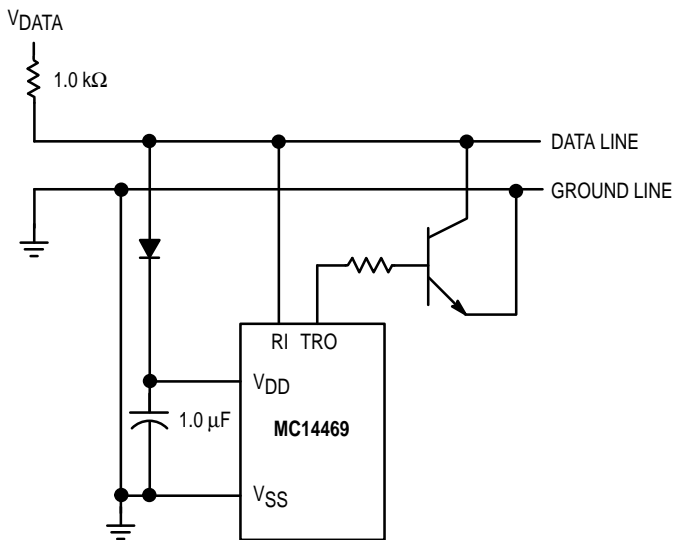 VDATA
1.0 kΩ
DATA LINE
GROUND LINE
RI TRO
VDD
1.0 μF
MC14469
VSS